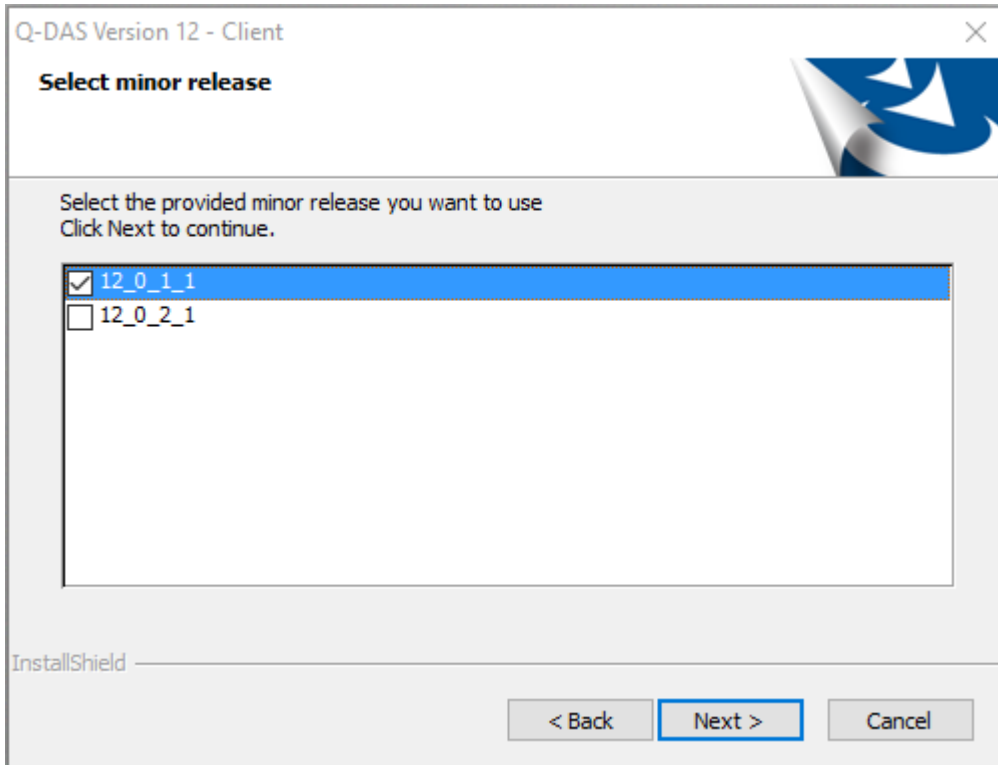 Q-DAS Version 12 - Client
Select minor release
Select the provided minor release you want to use
Click Next to continue.
12_0_1_1
12_0_2_1
InstallShield
< Back
Next >
Cancel